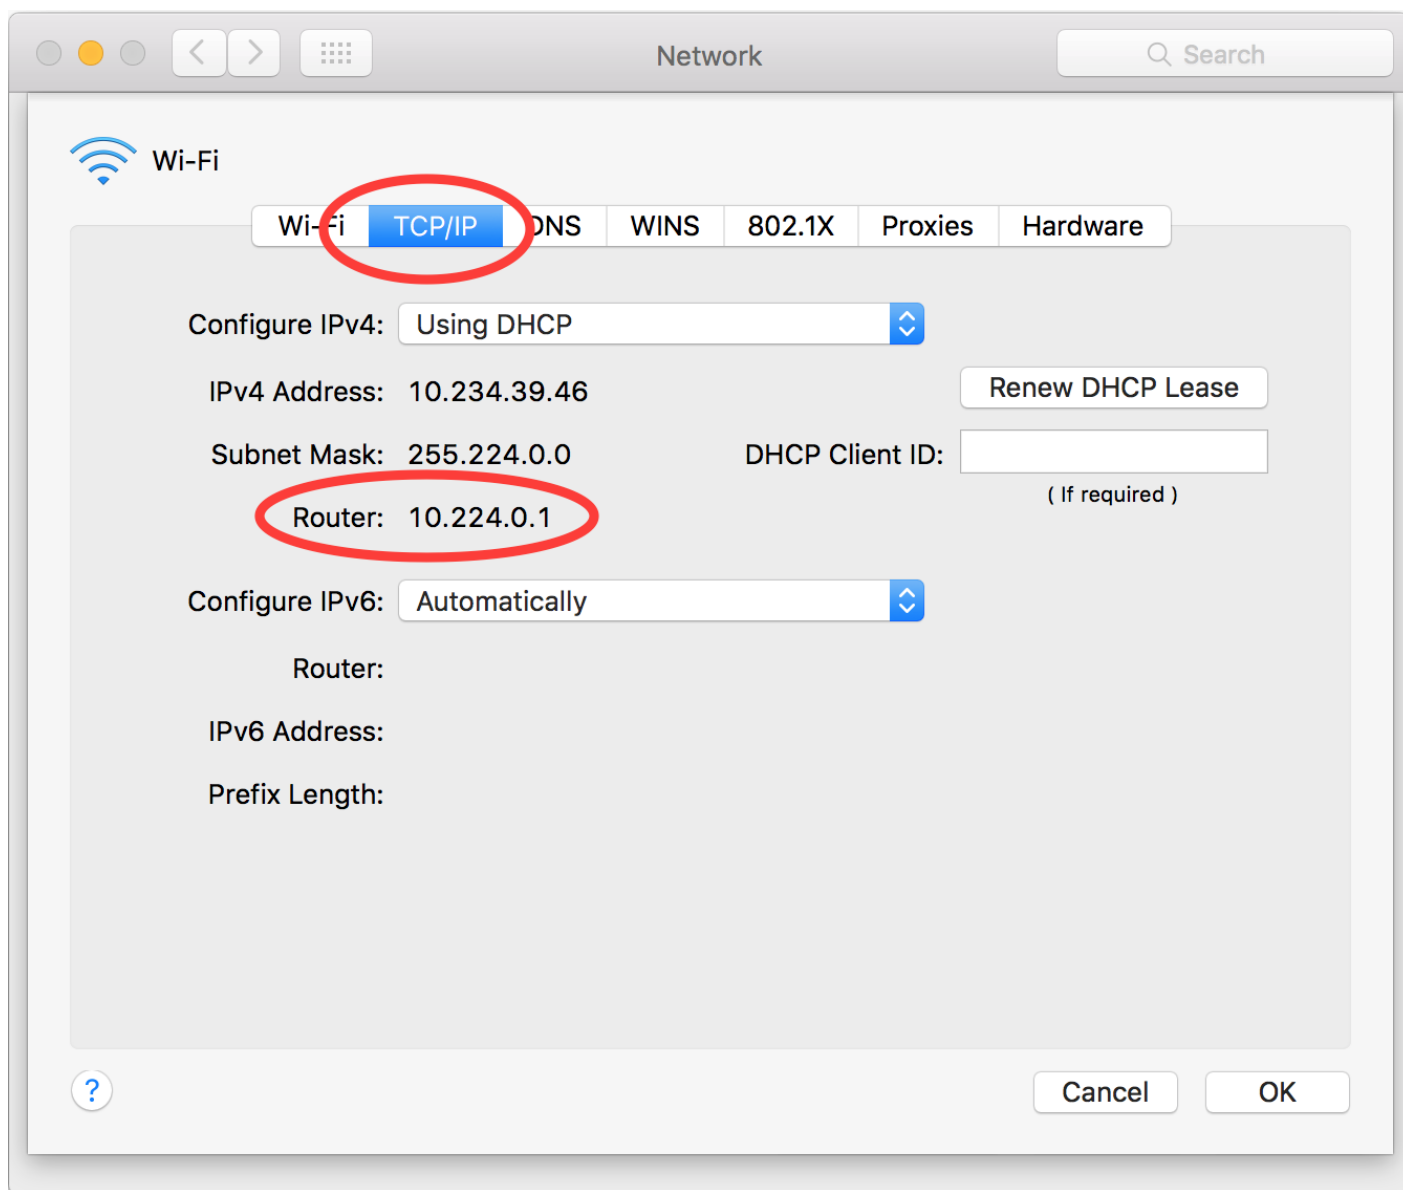 Network
Search
Wi-Fi
Wi-Fi TCP/IP DNS WINS 802.1X Proxies Hardware
Configure IPv4: Using DHCP
IPv4 Address: 10.234.39.46 Renew DHCP Lease
Subnet Mask: 255.224.0.0 DHCP Client ID:
( If required )
Router: 10.224.0.1
Configure IPv6: Automatically
Router:
IPv6 Address:
Prefix Length:
? Cancel OK